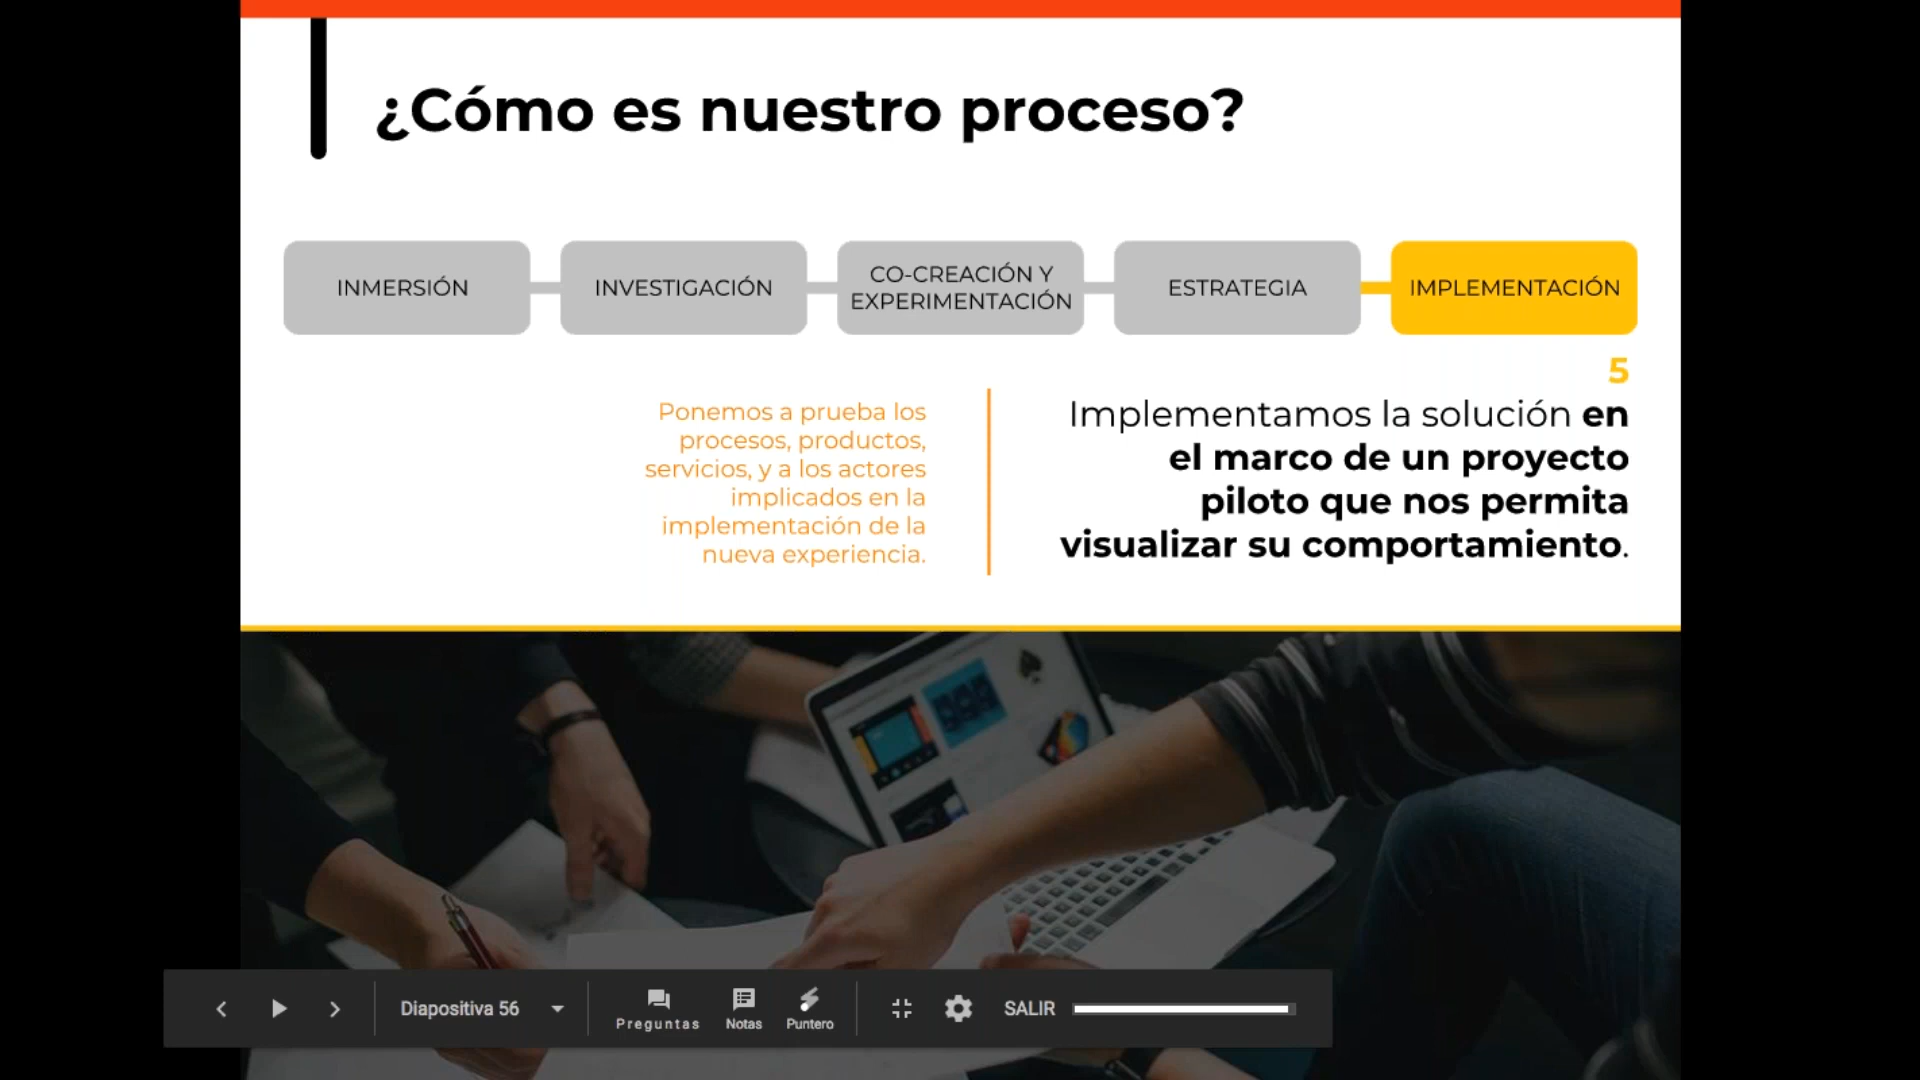 ¿Cómo es nuestro proceso?
INMERSIÓN
INVESTIGACIÓN
CO-CREACIÓN Y
EXPERIMENTACIÓN
ESTRATEGIA
IMPLEMENTACIÓN
5
Ponemos a prueba los
procesos, productos,
servicios, y a los actores
implicados en la
implementación de la
nueva experiencia.
Implementamos la solución en
el marco de un proyecto
piloto que nos permita
visualizar su comportamiento.
Diapositiva 56
Preguntas
Notas
Puntero
SALIR